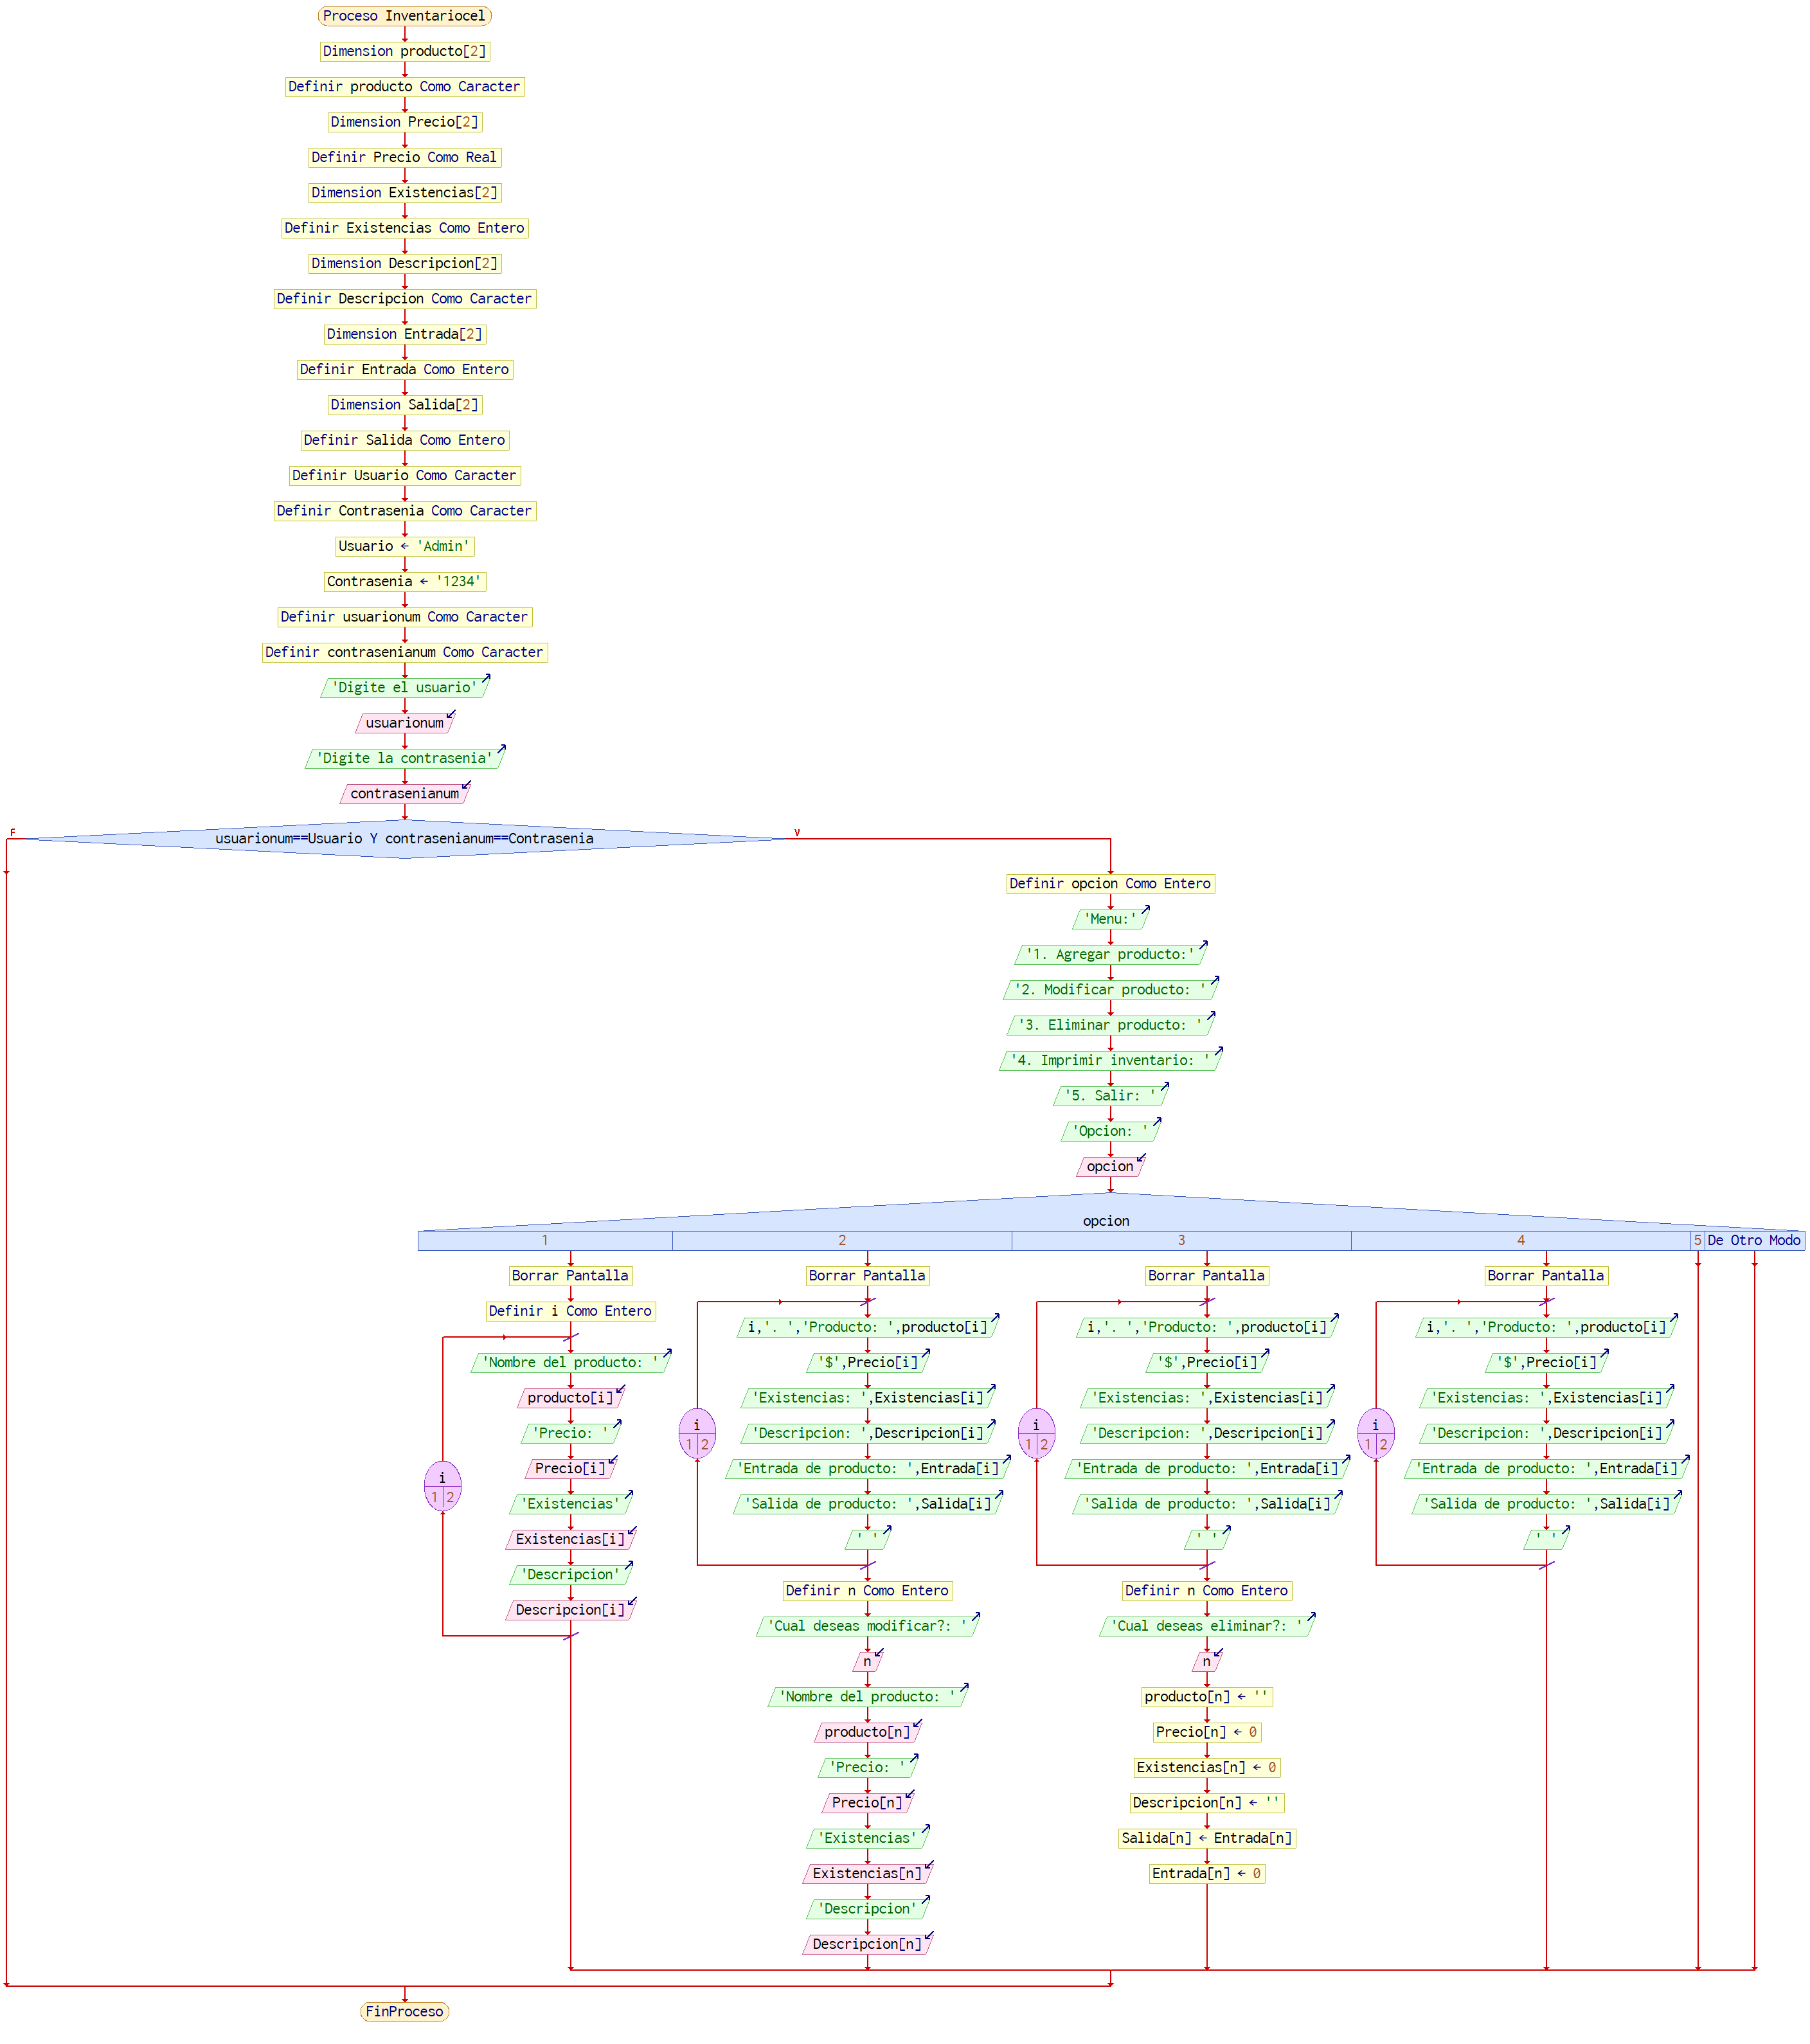 Proceso Inventariocel
Dimension producto[2]
Definir producto Como Caracter
Dimension Precio[2]
Definir Precio Como Real
Dimension Existencias[2]
Definir Existencias Como Entero
Dimension Descripcion[2]
Definir Descripcion Como Caracter
Dimension Entrada[2]
Definir Entrada Como Entero
Dimension Salida[2]
Definir Salida Como Entero
Definir Usuario Como Caracter
Definir Contrasenia Como Caracter
Usuario ← 'Admin'
Contrasenia ← '1234'
Definir usuarionum Como Caracter
Definir contrasenianum Como Caracter
'Digite el usuario'
usuarionum
'Digite la contrasenia'
contrasenianum
F
usuarionum==Usuario Y contrasenianum==Contrasenia
V
Definir opcion Como Entero
'Menu:'
'1. Agregar producto:'
'2. Modificar producto: '
'3. Eliminar producto: '
'4. Imprimir inventario: '
'5. Salir: '
'Opcion: '
opcion
opcion
1
2
3
4
5
De Otro Modo
Borrar Pantalla
Definir i Como Entero
'Nombre del producto: '
producto[i]
'Precio: '
Precio[i]
i
1 2
'Existencias'
Existencias[i]
'Descripcion'
Descripcion[i]
Borrar Pantalla
i,'. ','Producto: ',producto[i]
'$',Precio[i]
'Existencias: ',Existencias[i]
i
1 2
'Descripcion: ',Descripcion[i]
'Entrada de producto: ',Entrada[i]
'Salida de producto: ',Salida[i]
' '
Definir n Como Entero
'Cual deseas modificar?: '
n
'Nombre del producto: '
producto[n]
'Precio: '
Precio[n]
'Existencias'
Existencias[n]
'Descripcion'
Descripcion[n]
Borrar Pantalla
i,'. ','Producto: ',producto[i]
'$',Precio[i]
'Existencias: ',Existencias[i]
i
1 2
'Descripcion: ',Descripcion[i]
'Entrada de producto: ',Entrada[i]
'Salida de producto: ',Salida[i]
' '
Definir n Como Entero
'Cual deseas eliminar?: '
n
producto[n] ← ''
Precio[n] ← 0
Existencias[n] ← 0
Descripcion[n] ← ''
Salida[n] ← Entrada[n]
Entrada[n] ← 0
Borrar Pantalla
i,'. ','Producto: ',producto[i]
'$',Precio[i]
'Existencias: ',Existencias[i]
i
1 2
'Descripcion: ',Descripcion[i]
'Entrada de producto: ',Entrada[i]
'Salida de producto: ',Salida[i]
' '
FinProceso